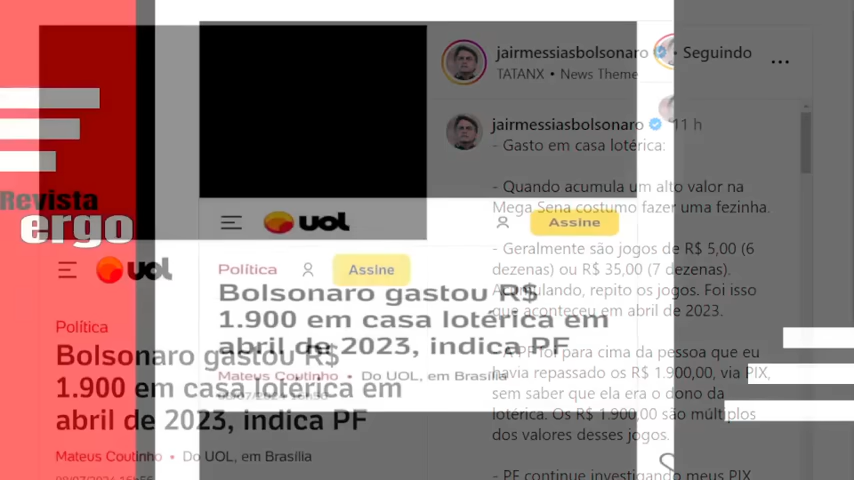 jairmessiasbolsonaro • Seguindo
TATANX • News Theme
jairmessiasbolsonaro 11 h
- Gasto em casa lotérica:
- Quando acumula um alto valor na
Mega Sena costumo fazer uma fezinha.
- Geralmente são jogos de R$ 5,00 (6
dezenas) ou R$ 35,00 (7 dezenas).
Acumulando, repito os jogos. Foi isso
que aconteceu em abril de 2023.
- A PF foi para cima da pessoa que eu
havia repassado os R$ 1.900,00, via PIX,
sem saber que ela era o dono da
lotérica. Os R$ 1.900,00 são múltiplos
dos valores desses jogos.
- PF continue investigando meus PIX
Revista
ergo
UOL
Assine
Política
Assine
Bolsonaro gastou R$
1.900 em casa lotérica em
abril de 2023, indica PF
Mateus Coutinho • Do UOL, em Brasília
UOL
Política
Bolsonaro gastou R$
1.900 em casa lotérica em
abril de 2023, indica PF
Mateus Coutinho • Do UOL, em Brasília